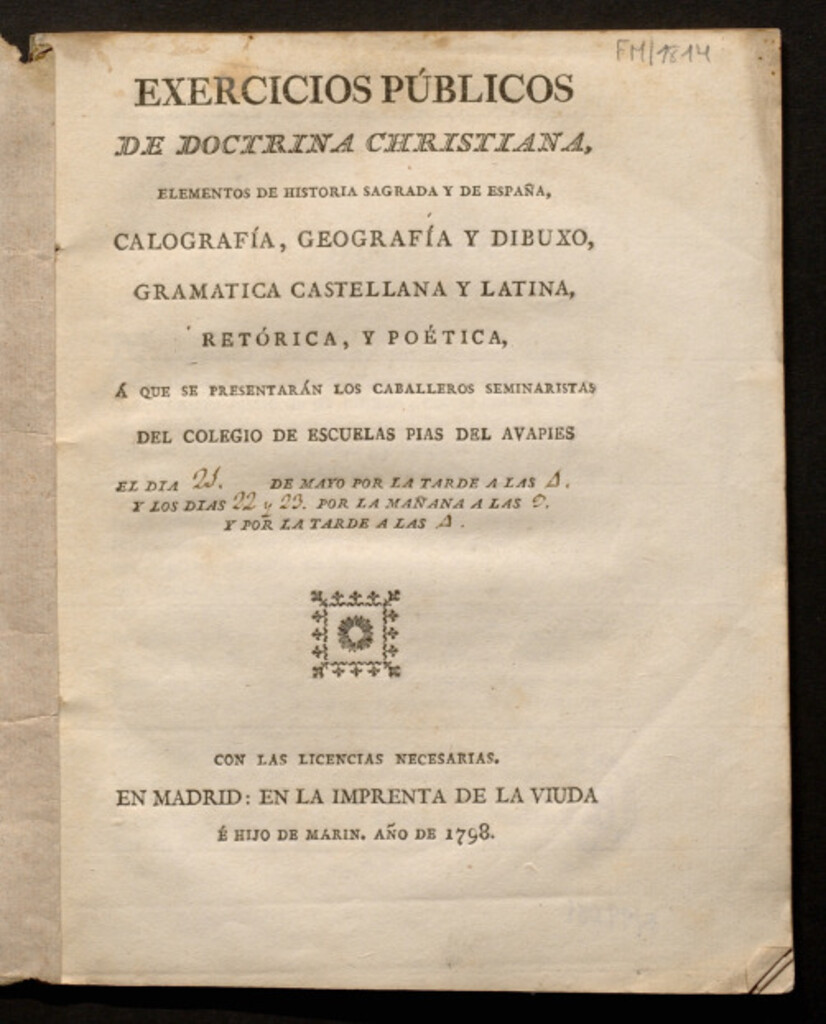 FM/1814
EXERCICIOS PÚBLICOS
DE DOCTRINA CHRISTIANA,
ELEMENTOS DE HISTORIA SAGRADA Y DE ESPAÑA,
CALOGRAFÍA, GEOGRAFÍA Y DIBUXO,
GRAMATICA CASTELLANA Y LATINA,
RETÓRICA, Y POÉTICA,
Á QUE SE PRESENTARÁN LOS CABALLEROS SEMINARISTAS
DEL COLEGIO DE ESCUELAS PIAS DEL AVAPIES
EL DIA 21. DE MAYO POR LA TARDE A LAS
Y LOS DIAS 22 y 23. POR LA MAÑANA A LAS
Y POR LA TARDE A LAS
CON LAS LICENCIAS NECESARIAS.
EN MADRID: EN LA IMPRENTA DE LA VIUDA
É HIJO DE MARIN. AÑO DE 1798.